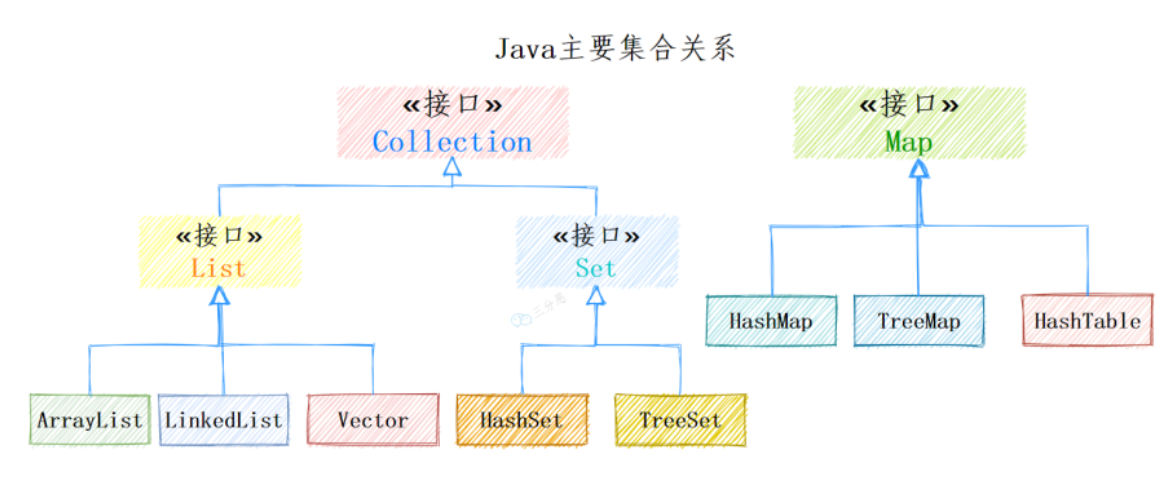 Java主要集合关系
«接口»
Collection
«接口»
Map
«接口»
List
«接口»
Set
三分恶
HashMap
TreeMap
HashTable
ArrayList
LinkedList
Vector
HashSet
TreeSet